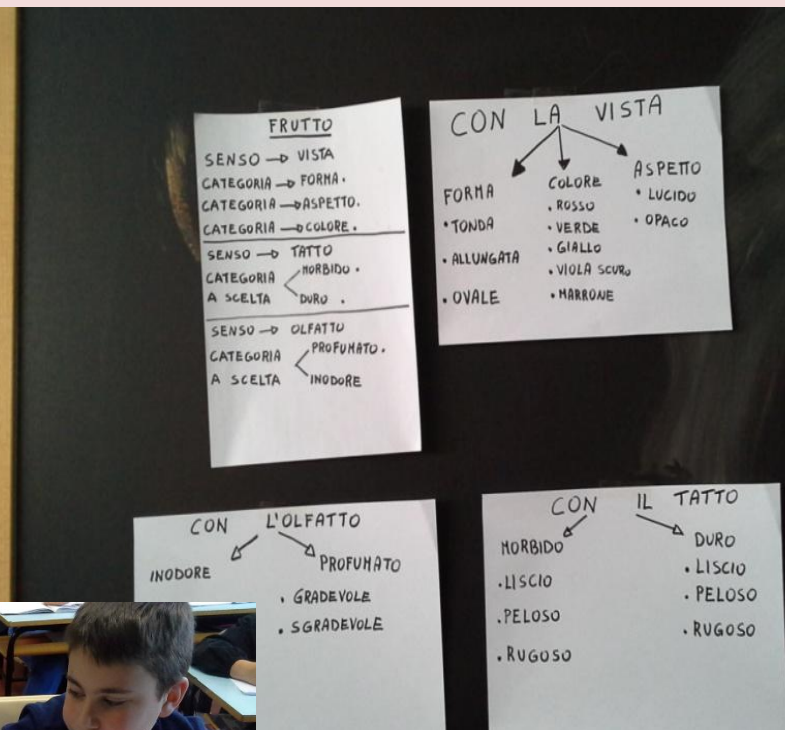 FRUTTO
SENSO → VISTA
CATEGORIA → FORMA.
CATEGORIA → ASPETTO.
CATEGORIA → COLORE.
SENSO → TATTO
CATEGORIA MORBIDO.
A SCELTA DURO .
SENSO → OLFATTO
CATEGORIA PROFUMATO.
A SCELTA INODORE
CON LA VISTA
FORMA
• TONDA
• ALLUNGATA
• OVALE
COLORE
• ROSSO
• VERDE
• GIALLO
• VIOLA SCURO
• MARRONE
ASPETTO
• LUCIDO
• OPACO
CON L'OLFATTO
INODORE
PROFUMATO
• GRADEVOLE
• SGRADEVOLE
CON IL TATTO
MORBIDO
• LISCIO
• PELOSO
• RUGOSO
DURO
• LISCIO
• PELOSO
• RUGOSO